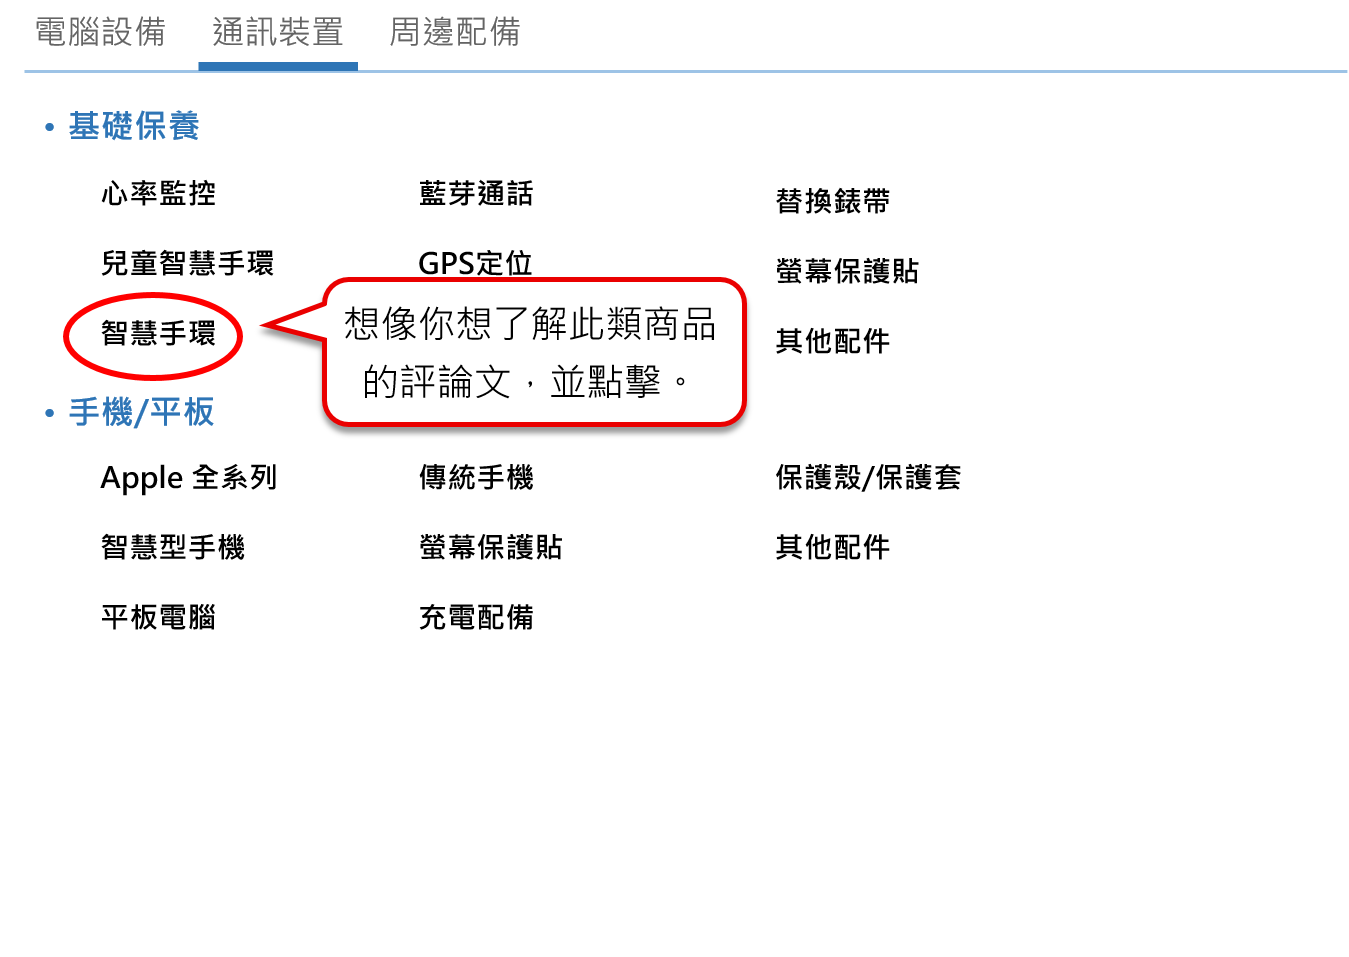 電腦設備 通訊裝置 周邊配備
•基礎保養
心率監控 藍芽通話 替換錶帶
兒童智慧手環 GPS定位 螢幕保護貼
智慧手環 其他配件
想像你想了解此類商品
的評論文，並點擊。
•手機/平板
Apple 全系列 傳統手機 保護殼/保護套
智慧型手機 螢幕保護貼 其他配件
平板電腦 充電配備